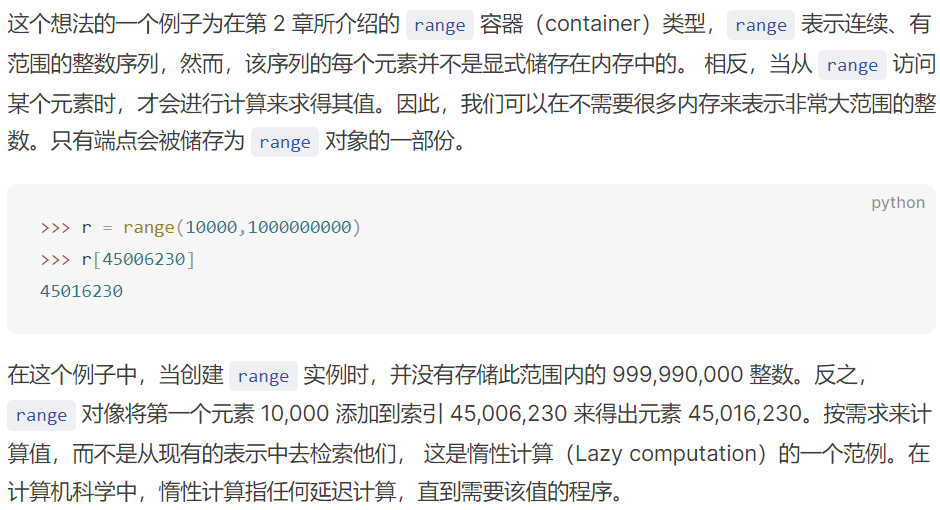 这个想法的一个例子为在第 2 章所介绍的 range 容器（container）类型，range 表示连续、有
范围的整数序列，然而，该序列的每个元素并不是显式储存在内存中的。 相反，当从 range 访问
某个元素时，才会进行计算来求得其值。因此，我们可以在不需要很多内存来表示非常大范围的整
数。只有端点会被储存为 range 对象的一部份。
python
>>> r = range(10000,1000000000)
>>> r[45006230]
45016230
在这个例子中，当创建 range 实例时，并没有存储此范围内的 999,990,000 整数。反之，
range 对像将第一个元素 10,000 添加到索引 45,006,230 来得出元素 45,016,230。按需求来计
算值，而不是从现有的表示中去检索他们， 这是惰性计算（Lazy computation）的一个范例。在
计算机科学中，惰性计算指任何延迟计算，直到需要该值的程序。